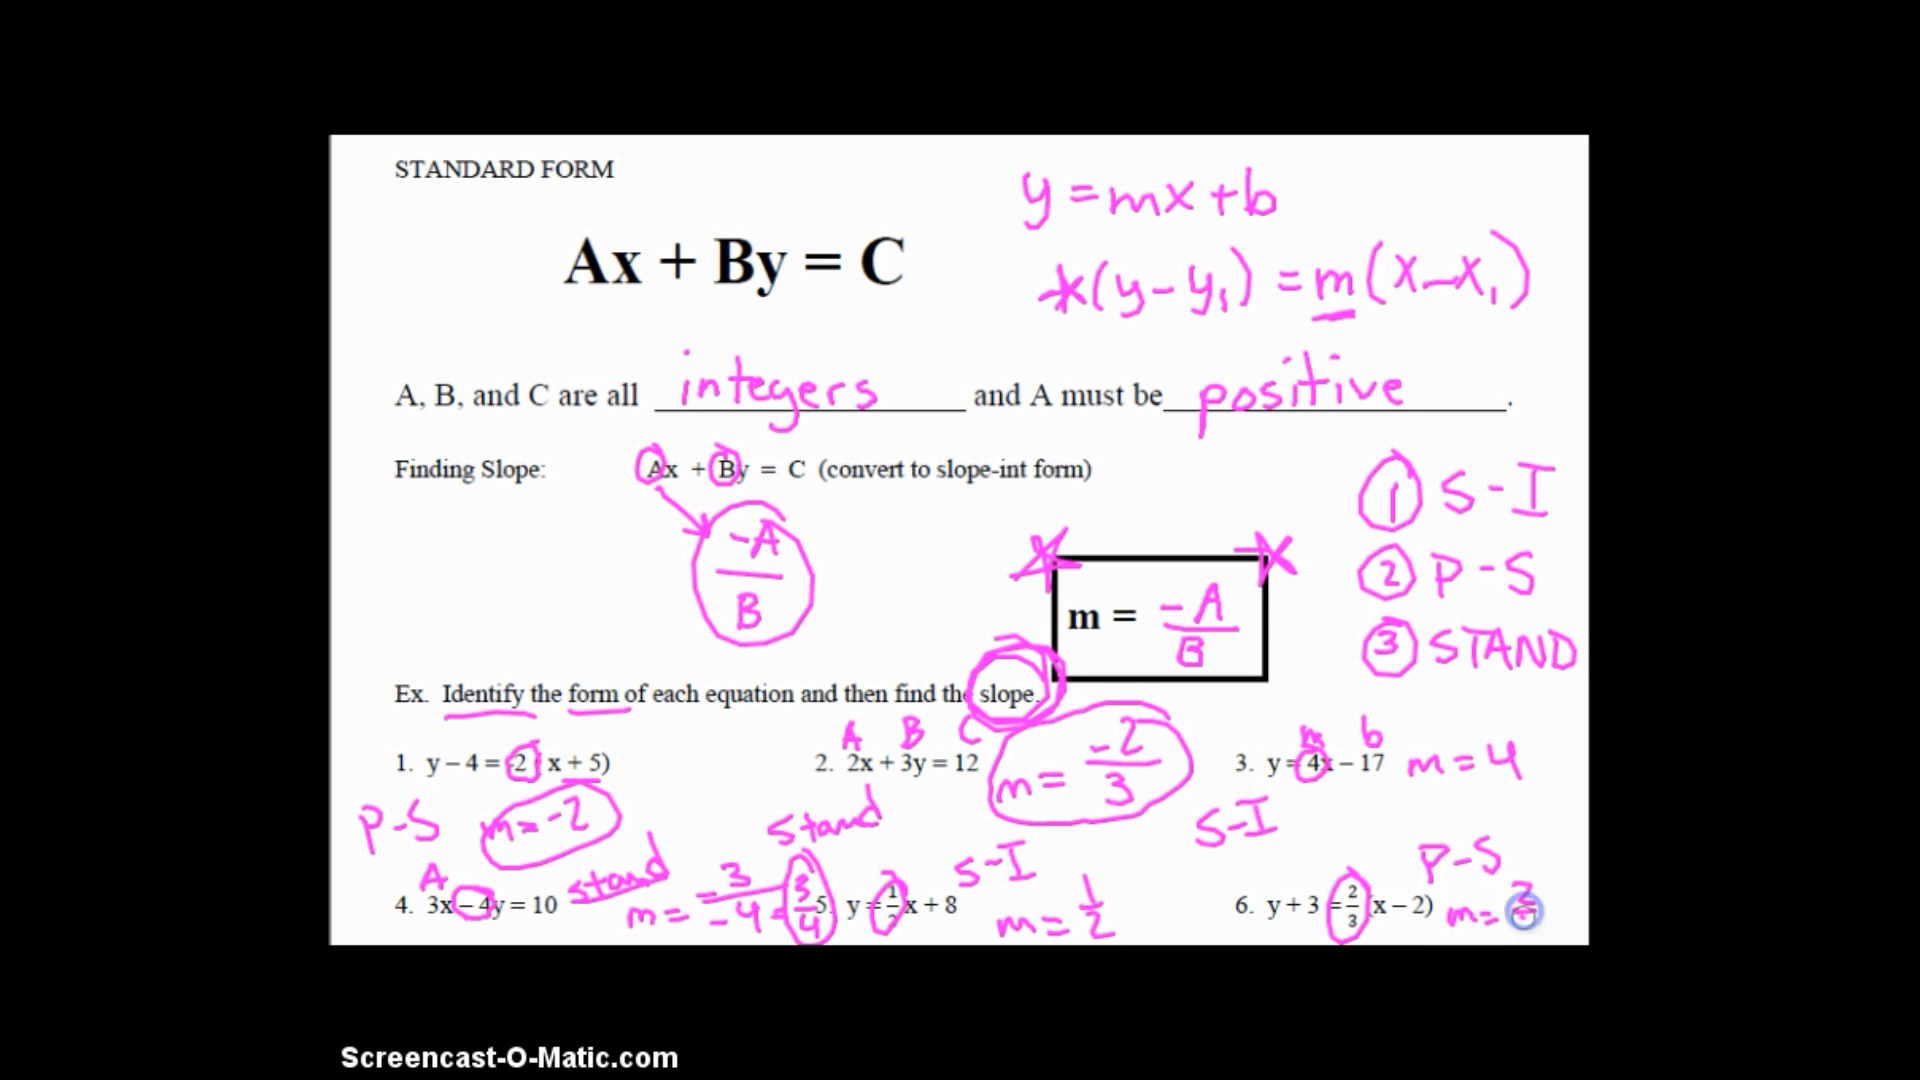 STANDARD FORM
y = mx + b
Ax + By = C
*(y - y₁) = m(x - x₁)
A, B, and C are all integers and A must be positive.
Finding Slope: Ax + By = C (convert to slope-int form)
① S-I
-A/B
② P-S
m = -A/B
③ STAND
Ex. Identify the form of each equation and then find the slope.
A B C
m b
1. y – 4 = -2(x + 5)
2. 2x + 3y = 12 m = -2/3
3. y = 4x – 17 m = 4
P-S m = -2
stand
S-I
A stand
S-I
P-S
4. 3x – 4y = 10 m = -3/-4 = 3/4
5. y = 1/2x + 8 m = 1/2
6. y + 3 = 2/3(x – 2) m =
Screencast-O-Matic.com